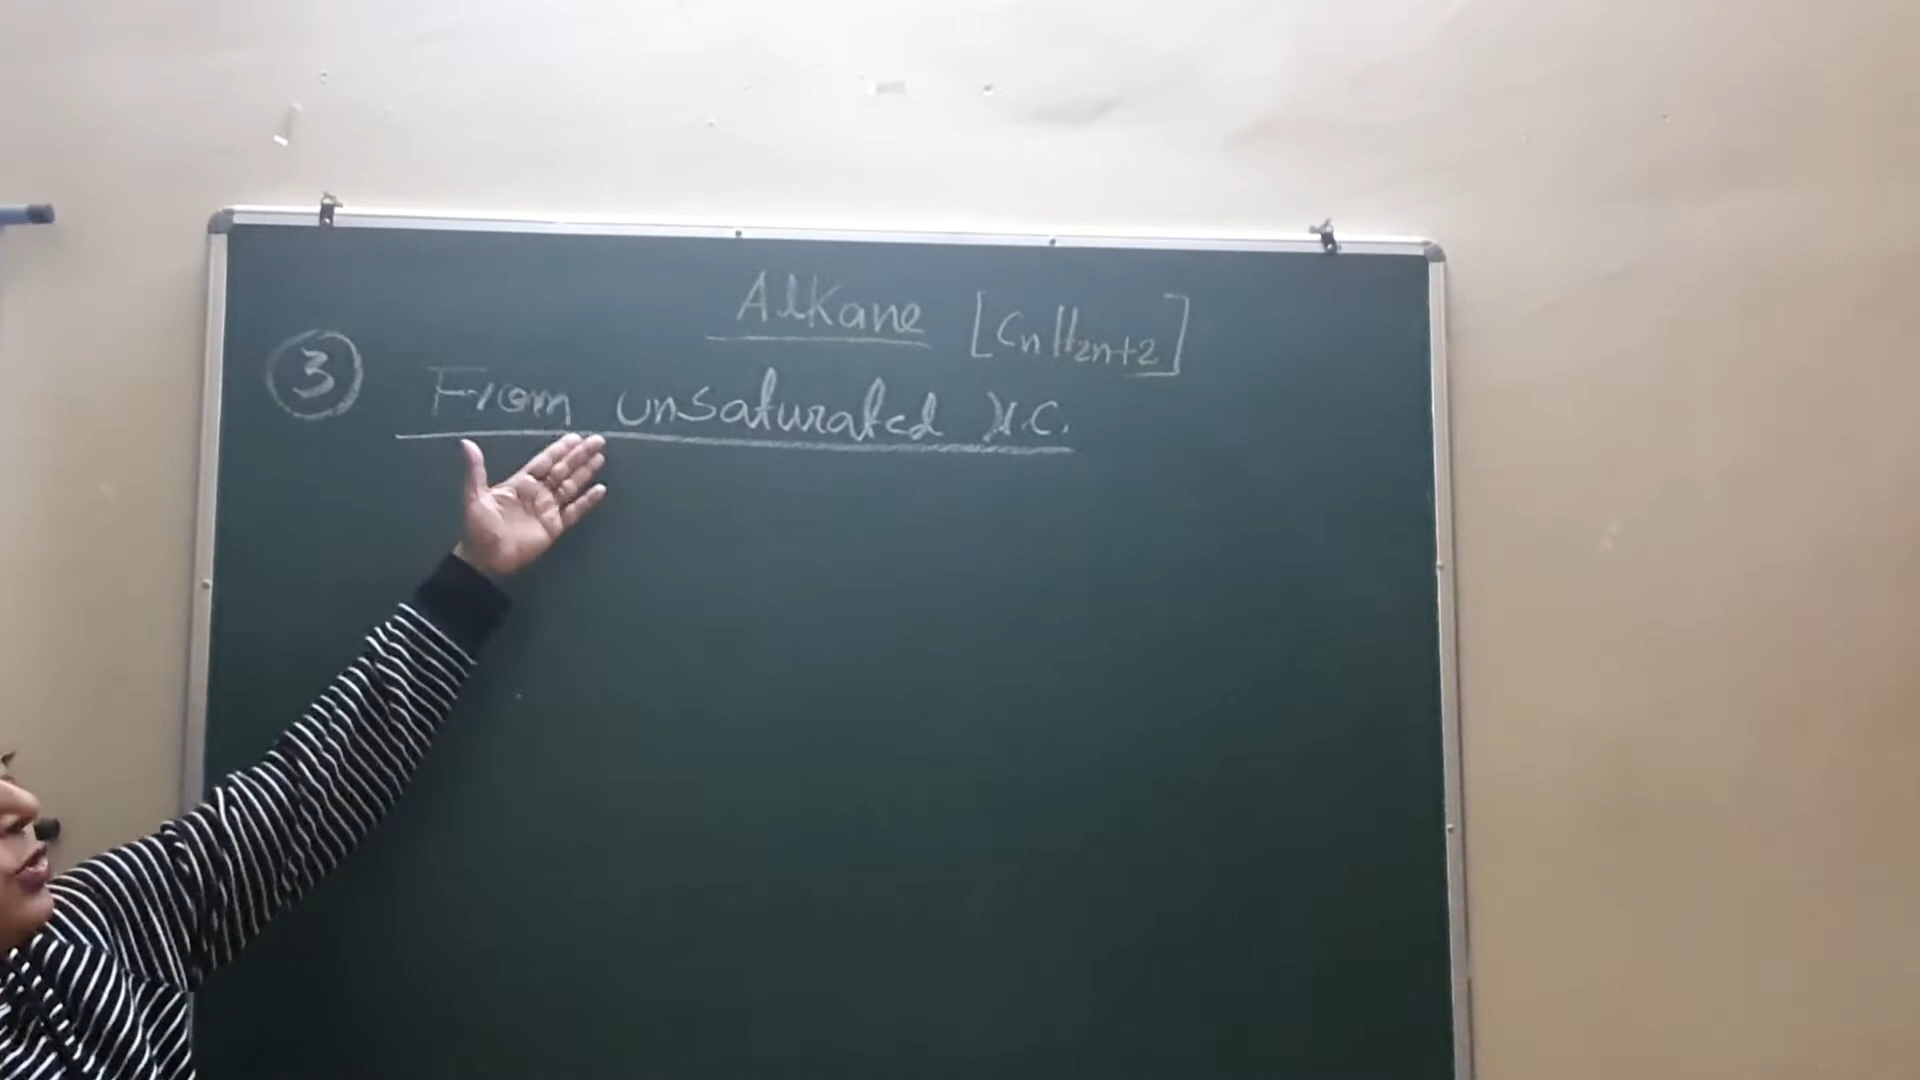 Alkane [CnH2n+2]
3 From unsaturated H.C.